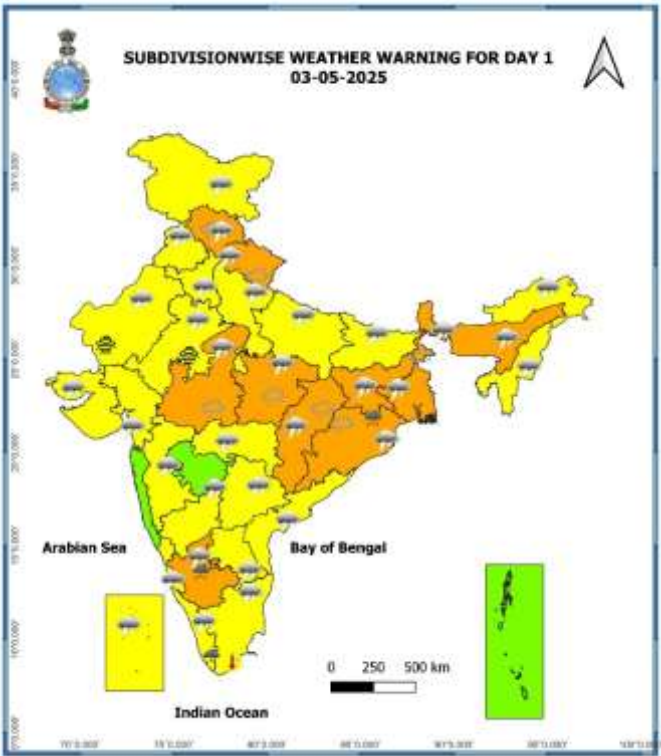 SUBDIVISIONWISE WEATHER WARNING FOR DAY 1
03-05-2025
Arabian Sea
Bay of Bengal
0 250 500 km
Indian Ocean